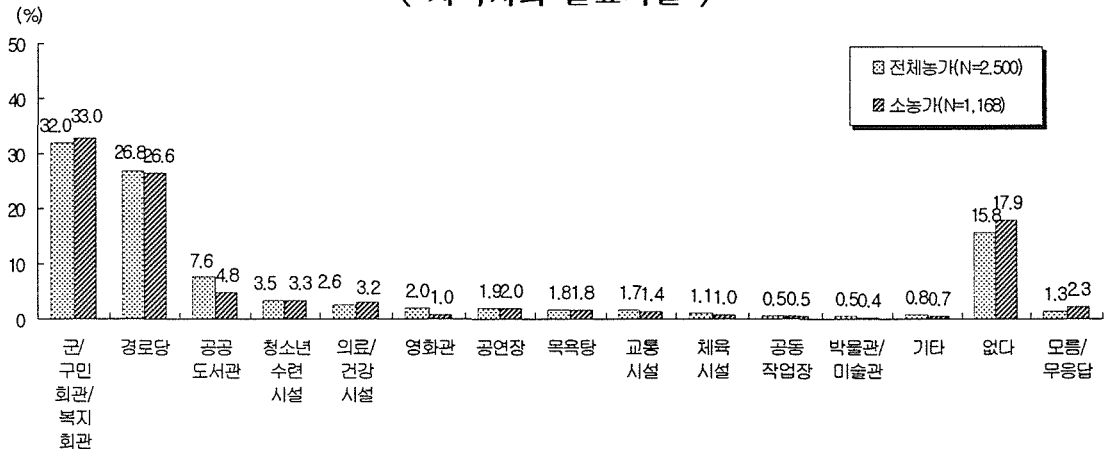 (%)
50
40
30
20
10
0
전체농가(N=2,500)
소농가(N=1,168)
32.0 33.0
26.8 26.6
7.6 4.8
3.5 3.3
2.6 3.2
2.0 1.0
1.9 2.0
1.8 1.8
1.7 1.4
1.1 1.0
0.5 0.5
0.5 0.4
0.8 0.7
15.8 17.9
1.3 2.3
군/
구민
회관/
복지
회관
경로당
공공
도서관
청소년
수련
시설
의료/
건강
시설
영화관
공연장
목욕탕
교통
시설
체육
시설
공동
작업장
박물관/
미술관
기타
없다
모름/
무응답